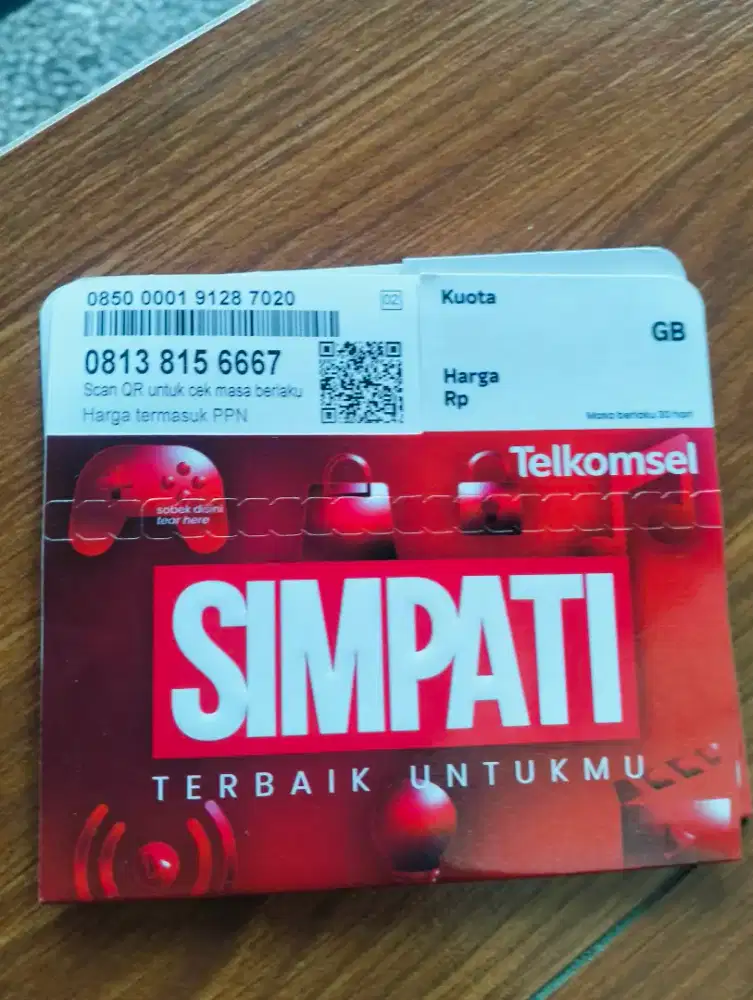 0850 0001 9128 7020
02
0813 815 6667
Scan QR untuk cek masa berlaku
Harga termasuk PPN
Kuota
GB
Harga
Rp
Masa berlaku 30 hari
Telkomsel
sobek disini
tear here
SIMPATI
TERBAIK UNTUKMU